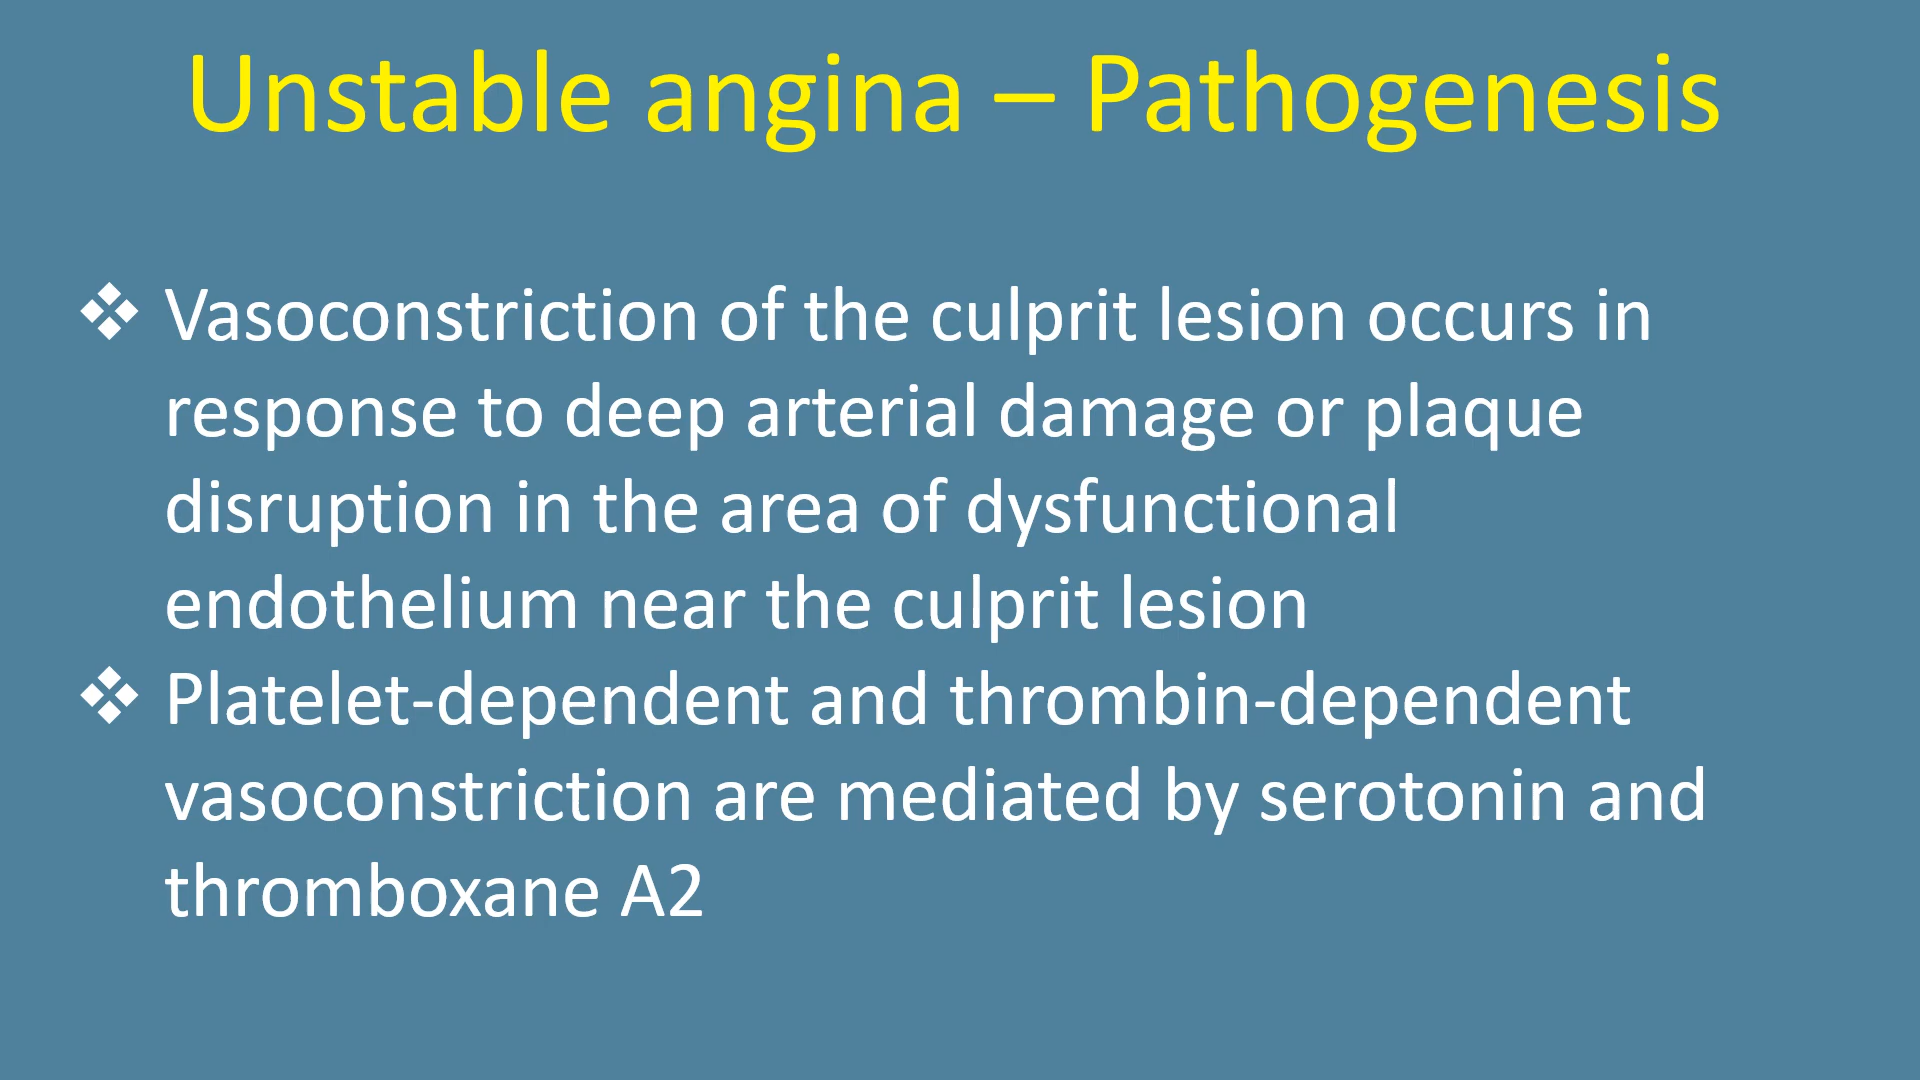 Unstable angina – Pathogenesis
❖ Vasoconstriction of the culprit lesion occurs in
response to deep arterial damage or plaque
disruption in the area of dysfunctional
endothelium near the culprit lesion
❖ Platelet-dependent and thrombin-dependent
vasoconstriction are mediated by serotonin and
thromboxane A2